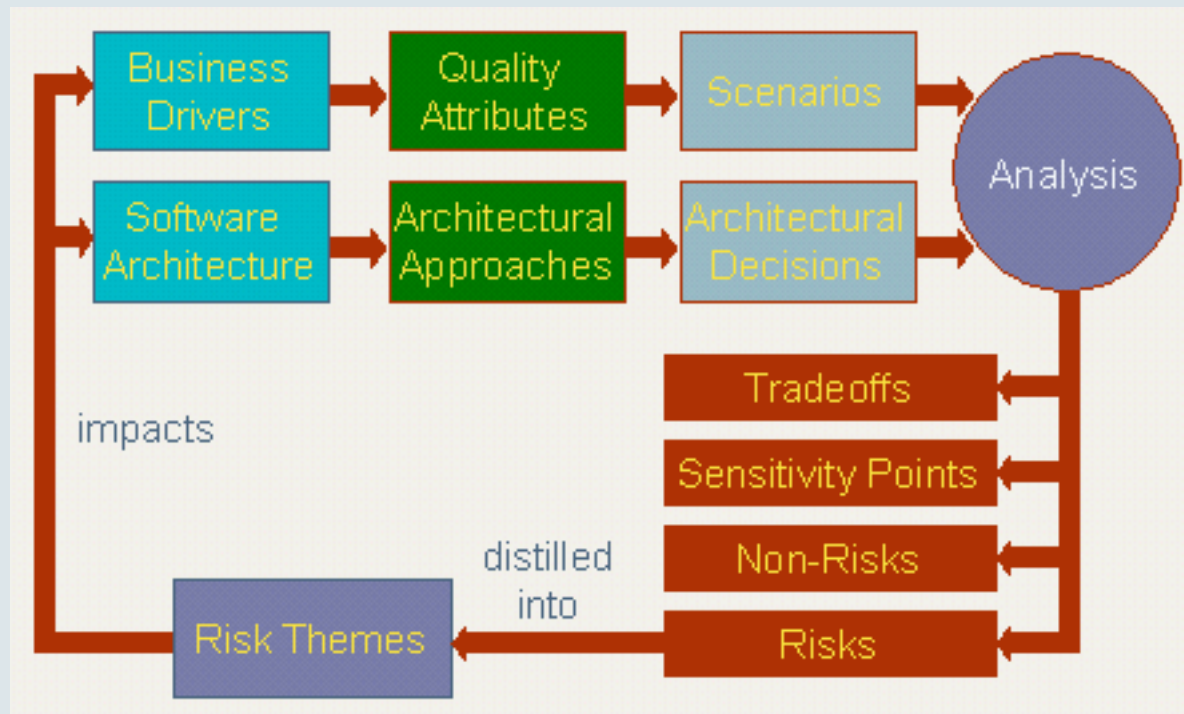 Business
Drivers
Quality
Attributes
Scenarios
Analysis
Software
Architecture
Architectural
Approaches
Architectural
Decisions
Tradeoffs
impacts
Sensitivity Points
Non-Risks
distilled
into
Risk Themes
Risks